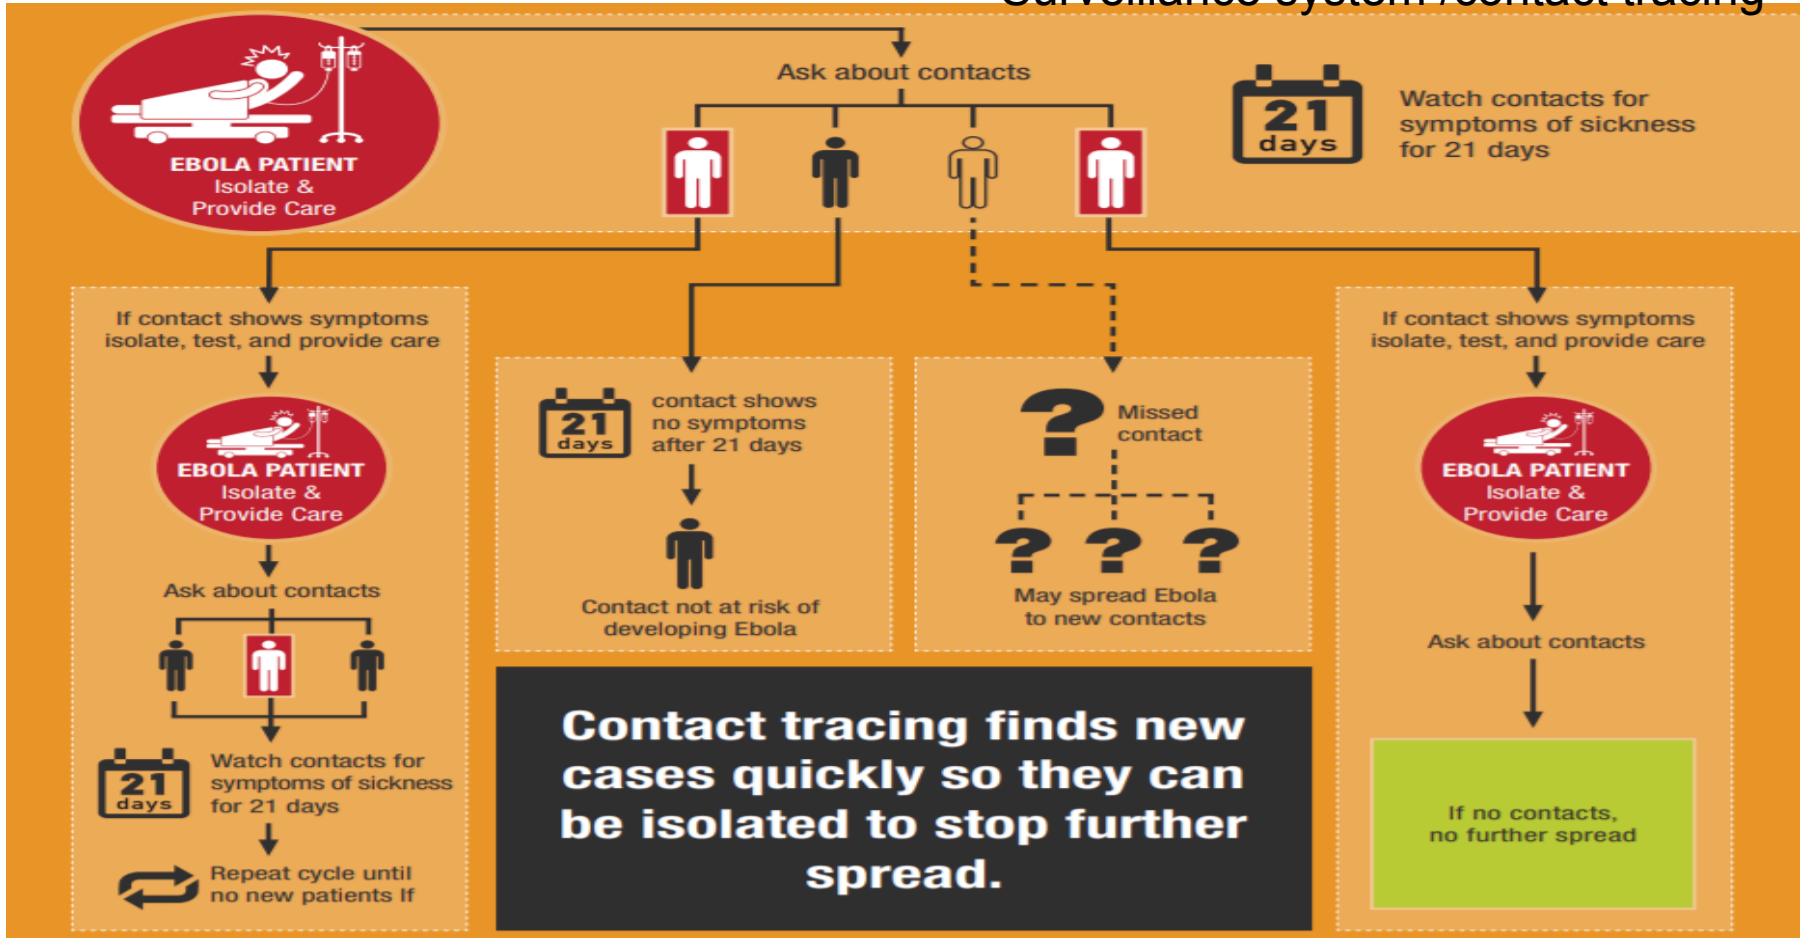 Surveillance system /contact tracing
EBOLA PATIENT
Isolate &
Provide Care
Ask about contacts
21
days
Watch contacts for
symptoms of sickness
for 21 days
If contact shows symptoms
isolate, test, and provide care
EBOLA PATIENT
Isolate &
Provide Care
Ask about contacts
21
days
Watch contacts for
symptoms of sickness
for 21 days
Repeat cycle until
no new patients If
21
days
contact shows
no symptoms
after 21 days
Contact not at risk of
developing Ebola
?
Missed
contact
? ? ?
May spread Ebola
to new contacts
If contact shows symptoms
isolate, test, and provide care
EBOLA PATIENT
Isolate &
Provide Care
Ask about contacts
If no contacts,
no further spread
Contact tracing finds new
cases quickly so they can
be isolated to stop further
spread.